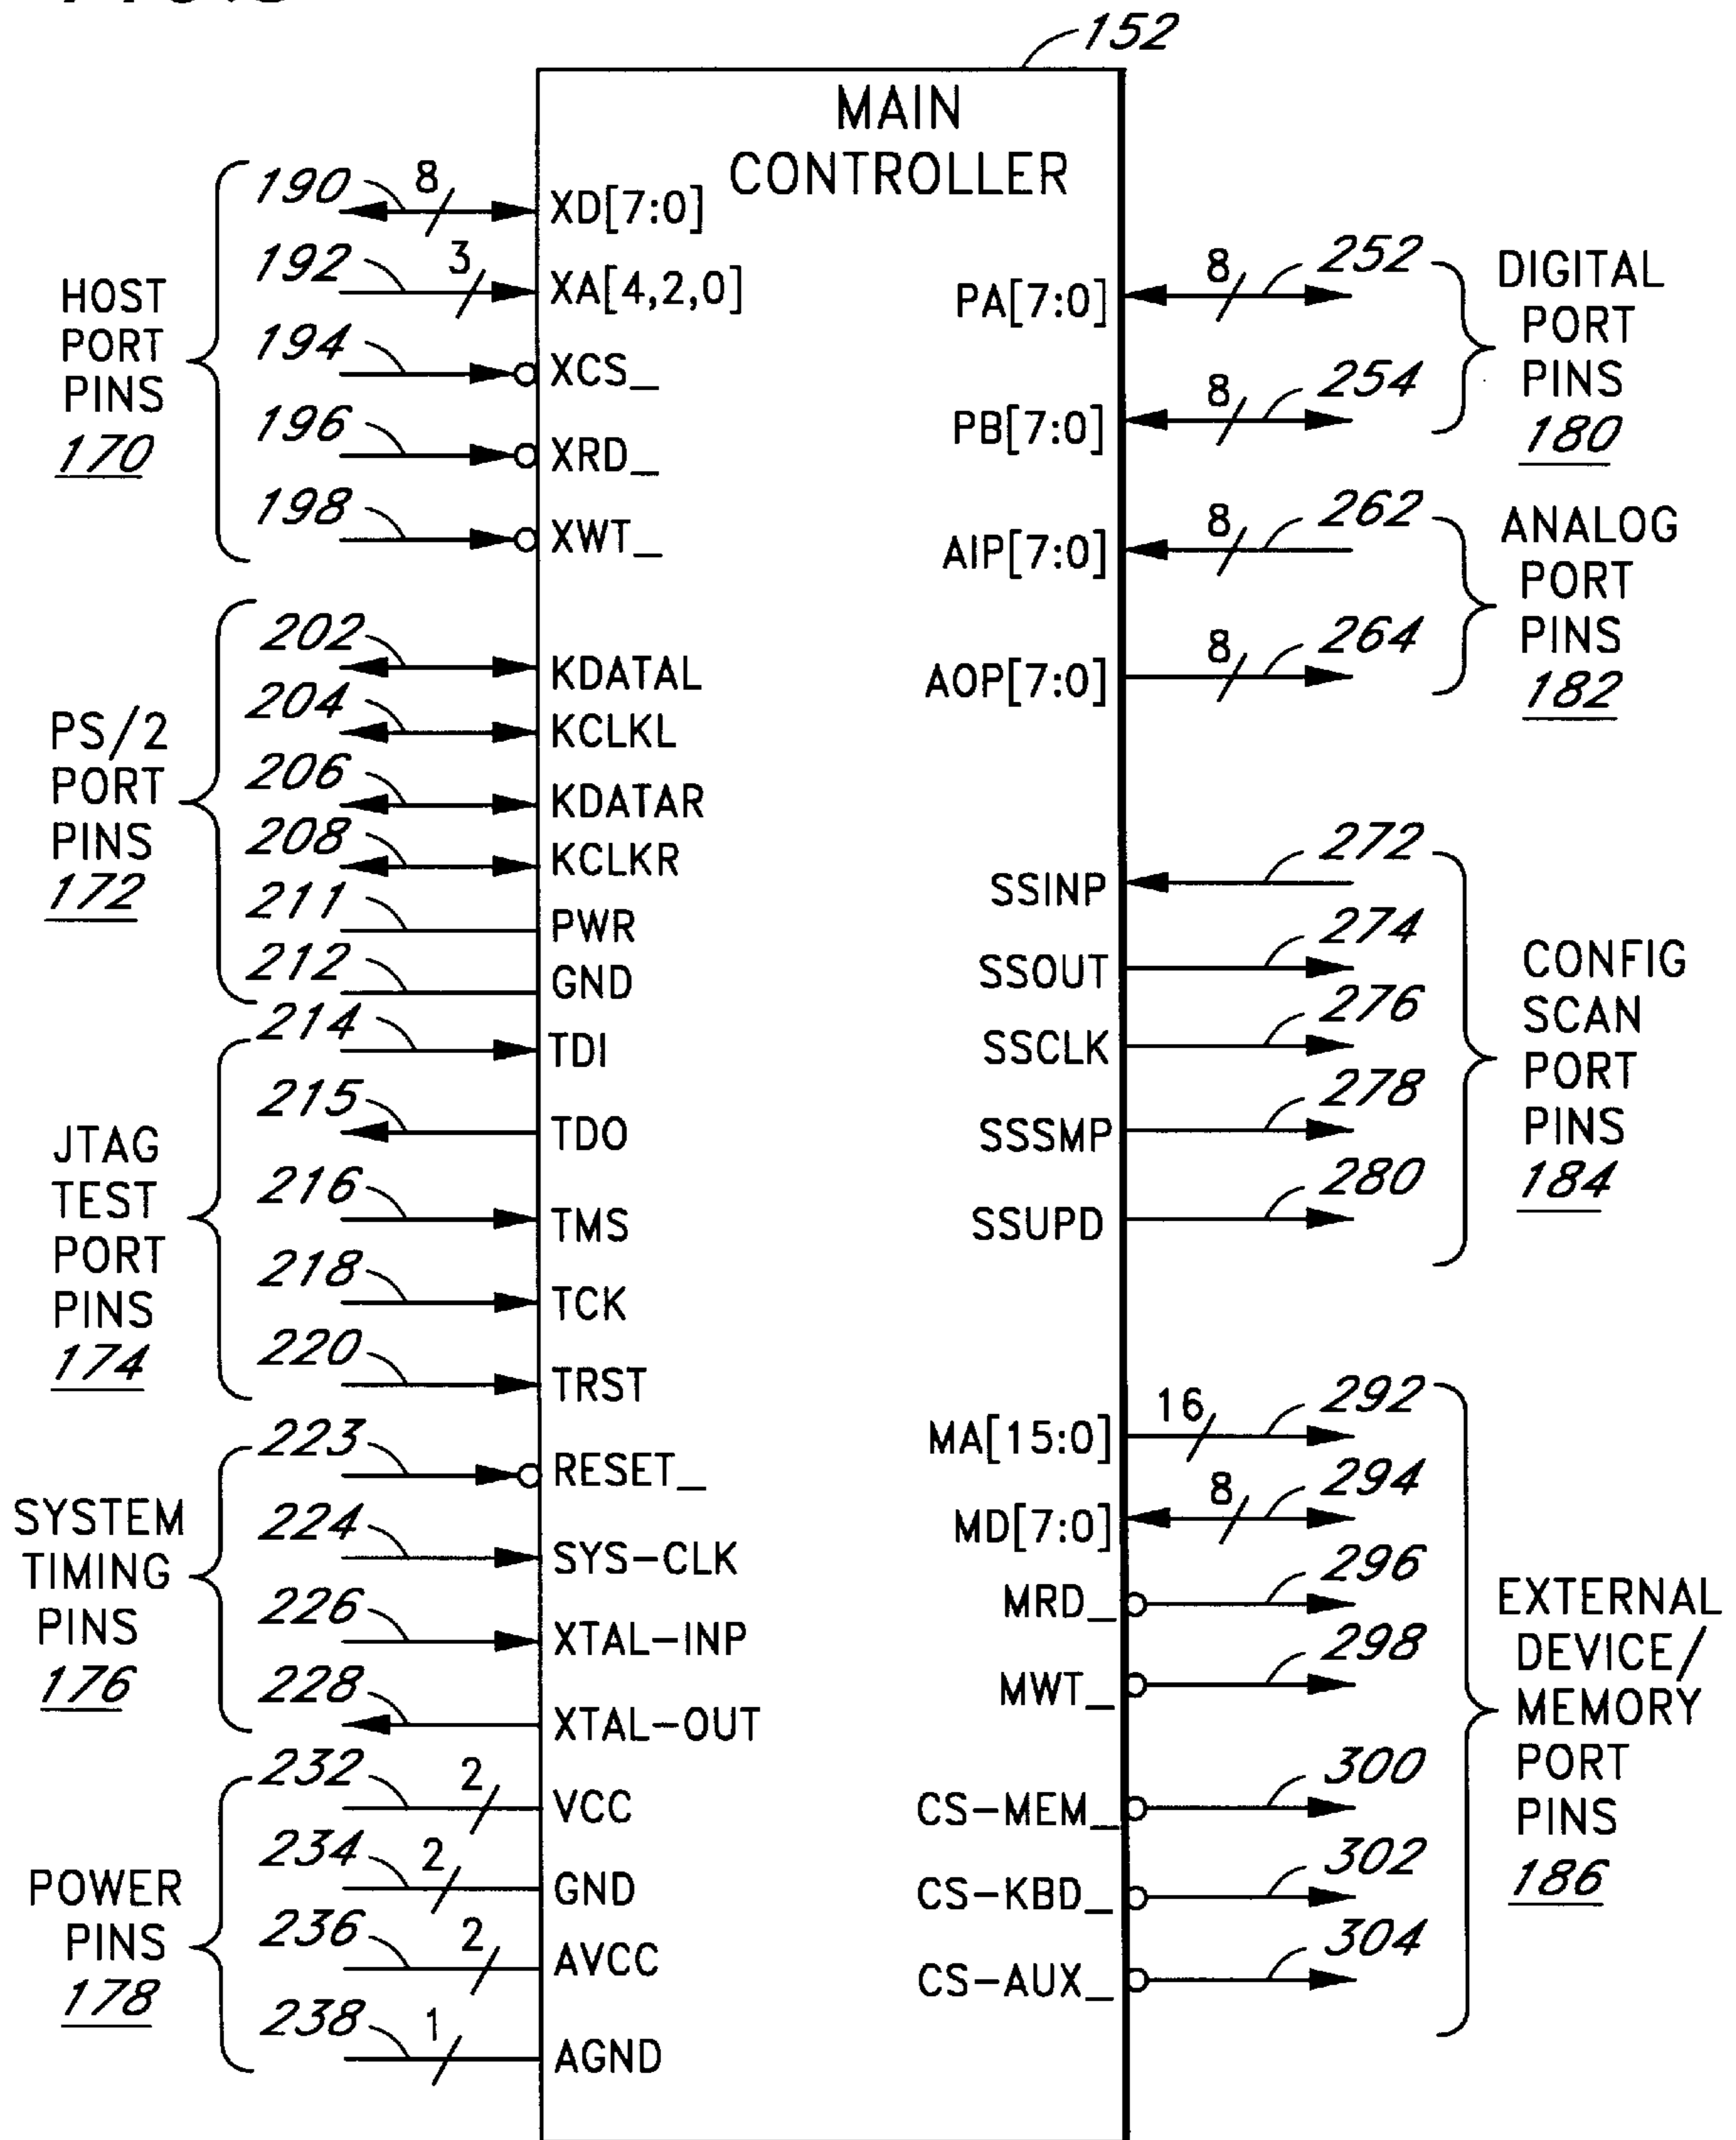 152
MAIN
CONTROLLER
HOST
PORT
PINS
170
190
8
XD[7:0]
192
3
XA[4,2,0]
194
XCS_
196
XRD_
198
XWT_
PS/2
PORT
PINS
172
202
KDATAL
204
KCLKL
206
KDATAR
208
KCLKR
211
PWR
212
GND
JTAG
TEST
PORT
PINS
174
214
TDI
215
TDO
216
TMS
218
TCK
220
TRST
SYSTEM
TIMING
PINS
176
223
RESET_
224
SYS-CLK
226
XTAL-INP
228
XTAL-OUT
POWER
PINS
178
232
2
VCC
234
2
GND
236
2
AVCC
238
1
AGND
PA[7:0]
8
252
PB[7:0]
8
254
DIGITAL
PORT
PINS
180
AIP[7:0]
8
262
AOP[7:0]
8
264
ANALOG
PORT
PINS
182
SSINP
272
SSOUT
274
SSCLK
276
SSSMP
278
SSUPD
280
CONFIG
SCAN
PORT
PINS
184
MA[15:0]
16
292
MD[7:0]
8
294
MRD_
296
MWT_
298
CS-MEM_
300
CS-KBD_
302
CS-AUX_
304
EXTERNAL
DEVICE/
MEMORY
PORT
PINS
186